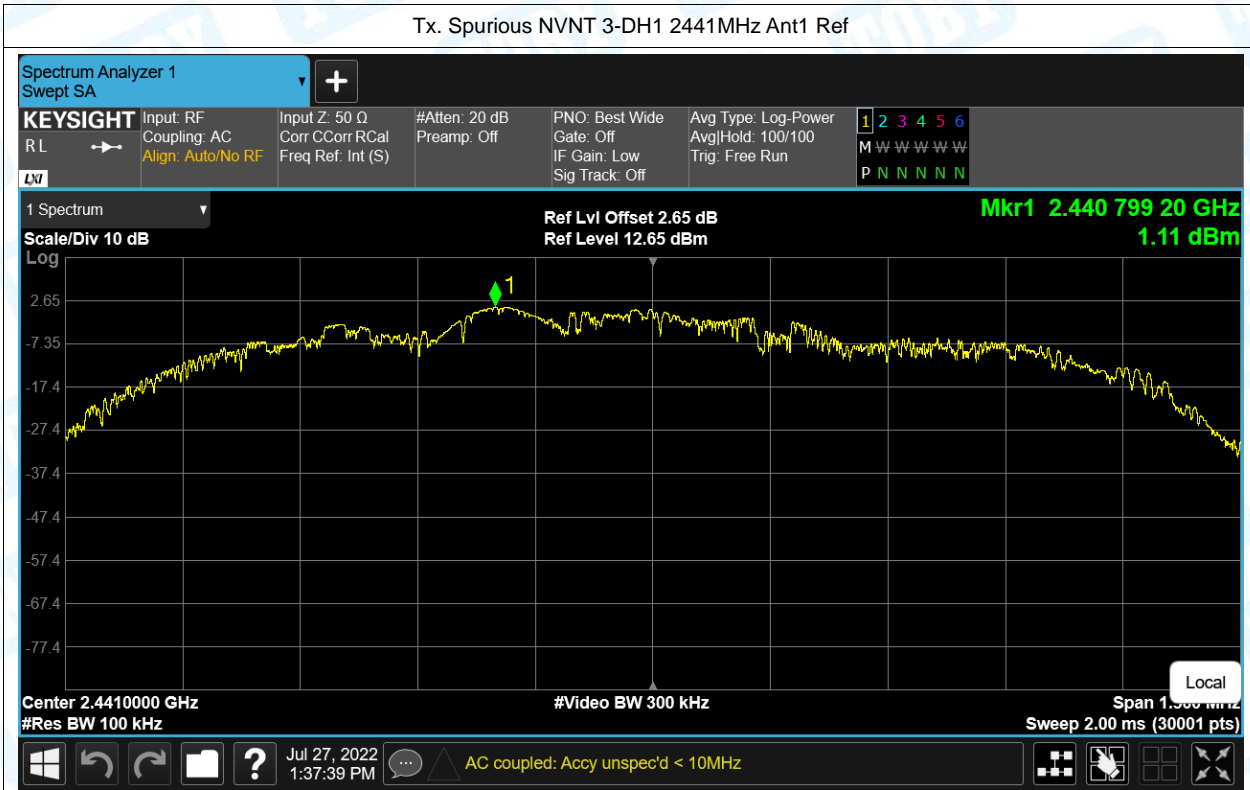 Tx. Spurious NVNT 3-DH1 2441MHz Ant1 Ref
Spectrum Analyzer 1
Swept SA
KEYSIGHT
R L
LXI
Input: RF
Coupling: AC
Align: Auto/No RF
Input Z: 50 Ω
Corr CCorr RCal
Freq Ref: Int (S)
#Atten: 20 dB
Preamp: Off
PNO: Best Wide
Gate: Off
IF Gain: Low
Sig Track: Off
Avg Type: Log-Power
Avg|Hold: 100/100
Trig: Free Run
1 2 3 4 5 6
M W W W W W
P N N N N N
1 Spectrum
Scale/Div 10 dB
Ref Lvl Offset 2.65 dB
Ref Level 12.65 dBm
Mkr1 2.440 799 20 GHz
1.11 dBm
Log
1
2.65
-7.35
-17.4
-27.4
-37.4
-47.4
-57.4
-67.4
-77.4
Local
Center 2.4410000 GHz
#Res BW 100 kHz
#Video BW 300 kHz
Span
Sweep 2.00 ms (30001 pts)
?
Jul 27, 2022
1:37:39 PM
AC coupled: Accy unspec'd < 10MHz